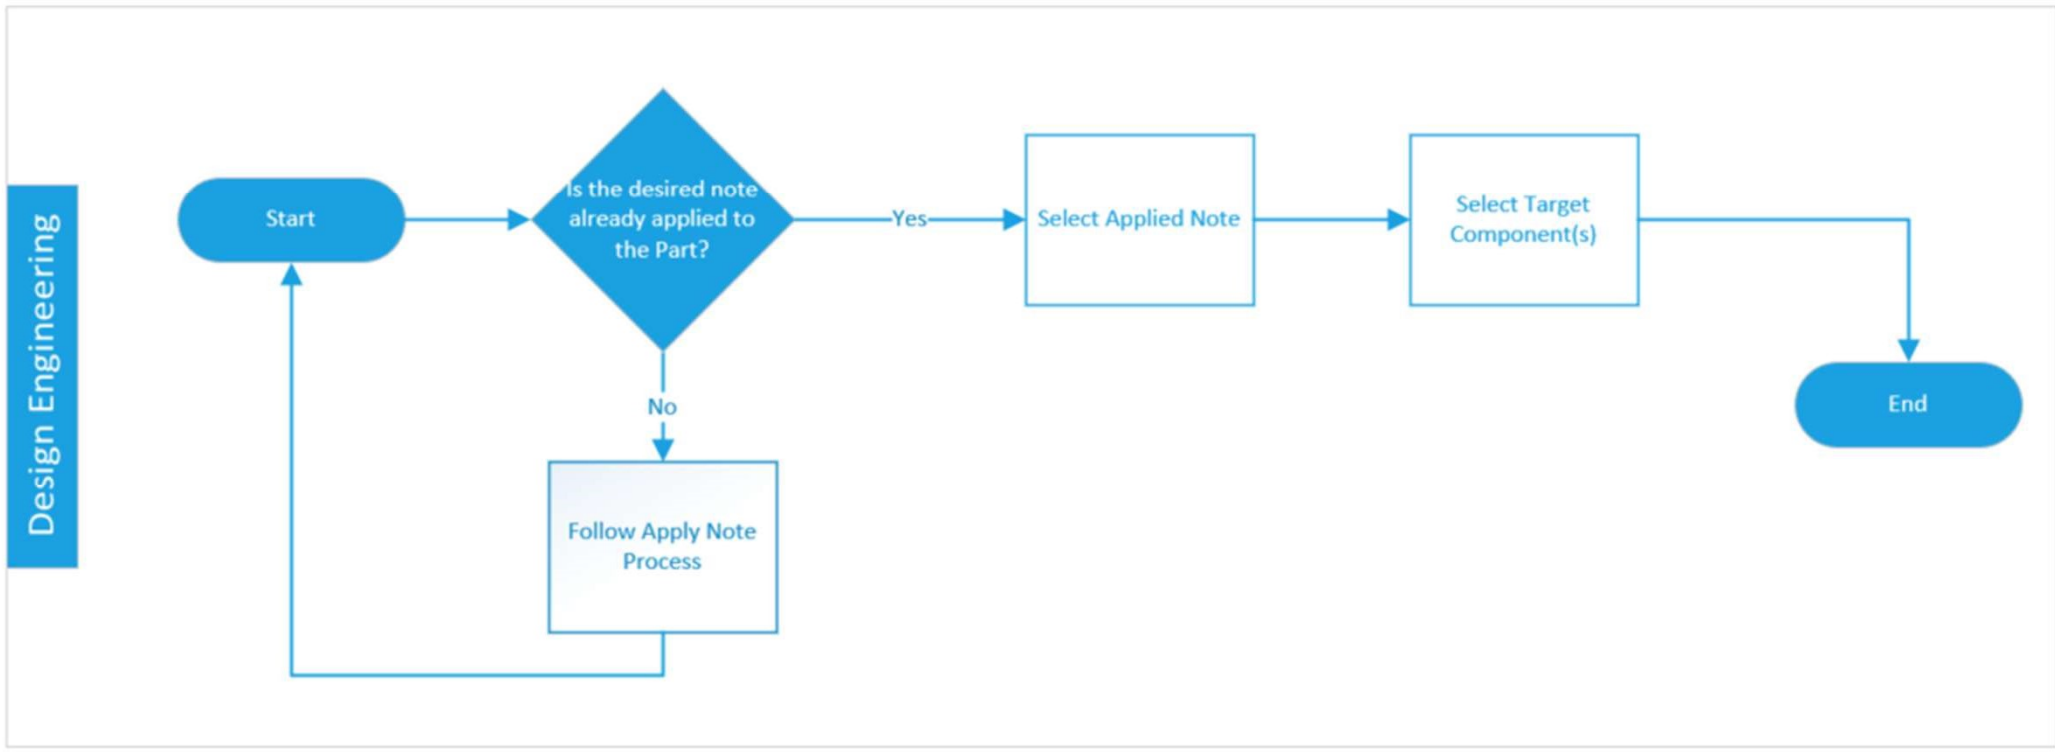 Design Engineering
Start
Is the desired note
already applied to
the Part?
Yes
Select Applied Note
Select Target
Component(s)
End
No
Follow Apply Note
Process